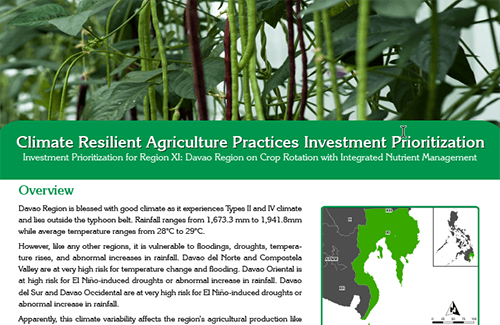 Climate Resilient Agriculture Practices Investment Prioritization
Investment Prioritization for Region XI: Davao Region on Crop Rotation with Integrated Nutrient Management
Overview
Davao Region is blessed with good climate as it experiences Types II and IV climate
and lies outside the typhoon belt. Rainfall ranges from 1,673.3 mm to 1,941.8mm
while average temperature ranges from 28°C to 29°C.
However, like any other regions, it is vulnerable to floodings, droughts, tempera-
ture rises, and abnormal increases in rainfall. Davao del Norte and Compostela
Valley are at very high risk for temperature change and flooding. Davao Oriental is
at high risk for El Niño-induced droughts or abnormal increase in rainfall. Davao
del Sur and Davao Occidental are at very high risk for El Niño-induced droughts or
abnormal increase in rainfall.
Apparently, this climate variability affects the region's agricultural production like